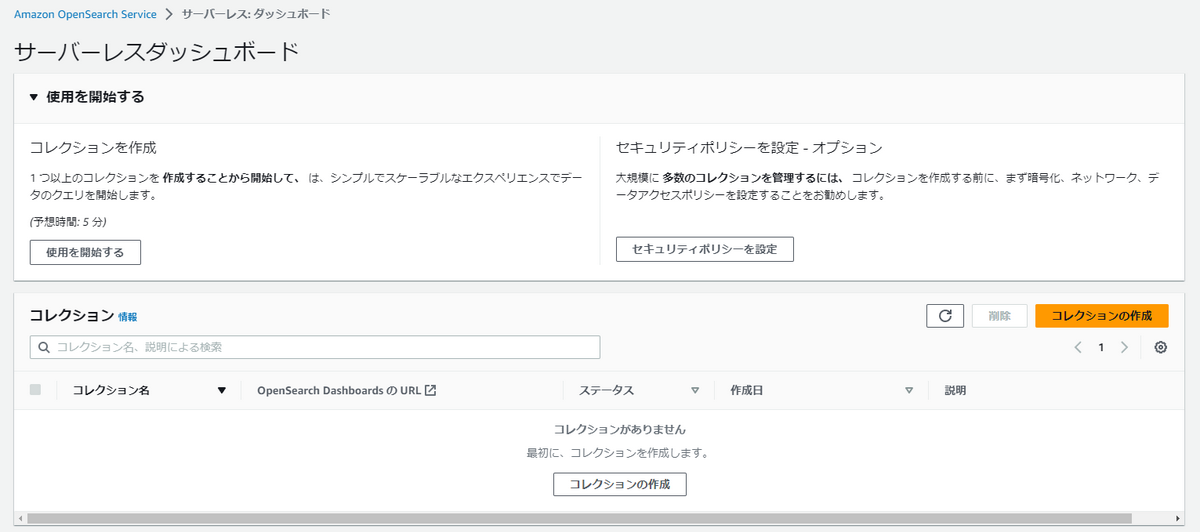 Amazon OpenSearch Service > サーバーレス: ダッシュボード
サーバーレスダッシュボード
▼ 使用を開始する
コレクションを作成
1 つ以上のコレクションを 作成することから開始して、 は、シンプルでスケーラブルなエクスペリエンスでデー
タのクエリを開始します。
(予想時間: 5 分)
使用を開始する
セキュリティポリシーを設定 - オプション
大規模に 多数のコレクションを管理するには、 コレクションを作成する前に、まず暗号化、ネットワーク、デ
ータアクセスポリシーを設定することをお勧めします。
セキュリティポリシーを設定
コレクション 情報
削除
コレクションの作成
コレクション名、説明による検索
< 1 >
コレクション名
OpenSearch Dashboards の URL
ステータス
作成日
説明
コレクションがありません
最初に、コレクションを作成します。
コレクションの作成